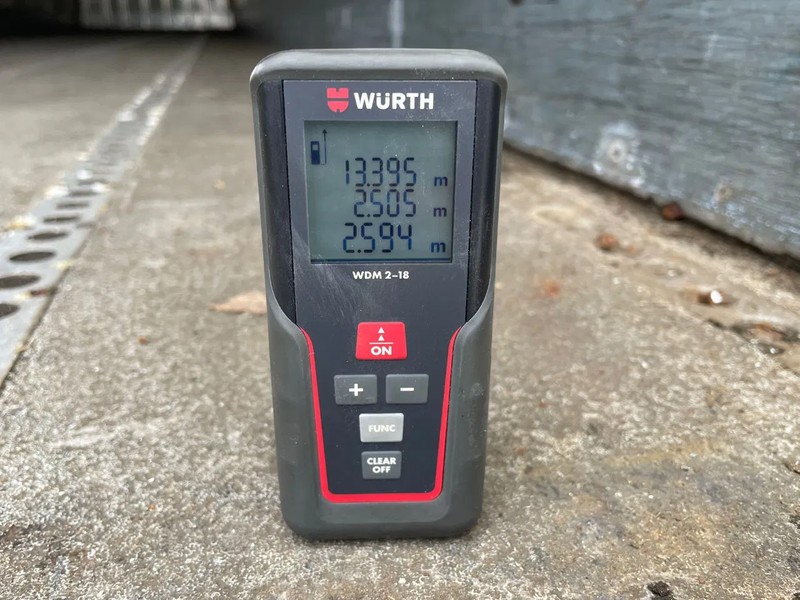 WÜRTH
13.395 m
2.505 m
2.594 m
WDM 2-18
ON
+ -
FUNC
CLEAR
OFF